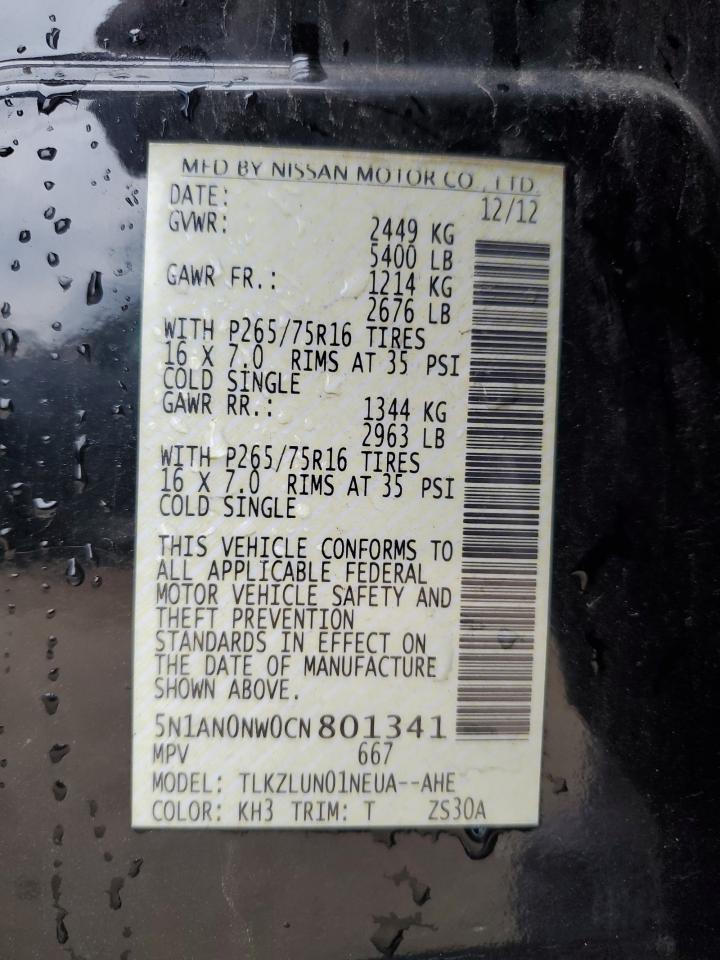 MFD BY NISSAN MOTOR CO., LTD.
DATE: 12/12
GVWR: 2449 KG
5400 LB
GAWR FR.: 1214 KG
2676 LB
WITH P265/75R16 TIRES
16 X 7.0 RIMS AT 35 PSI
COLD SINGLE
GAWR RR.: 1344 KG
2963 LB
WITH P265/75R16 TIRES
16 X 7.0 RIMS AT 35 PSI
COLD SINGLE
THIS VEHICLE CONFORMS TO
ALL APPLICABLE FEDERAL
MOTOR VEHICLE SAFETY AND
THEFT PREVENTION
STANDARDS IN EFFECT ON
THE DATE OF MANUFACTURE
SHOWN ABOVE.
5N1AN0NW0CN801341
MPV 667
MODEL: TLKZLUN01NEUA--AHE
COLOR: KH3 TRIM: T ZS30A